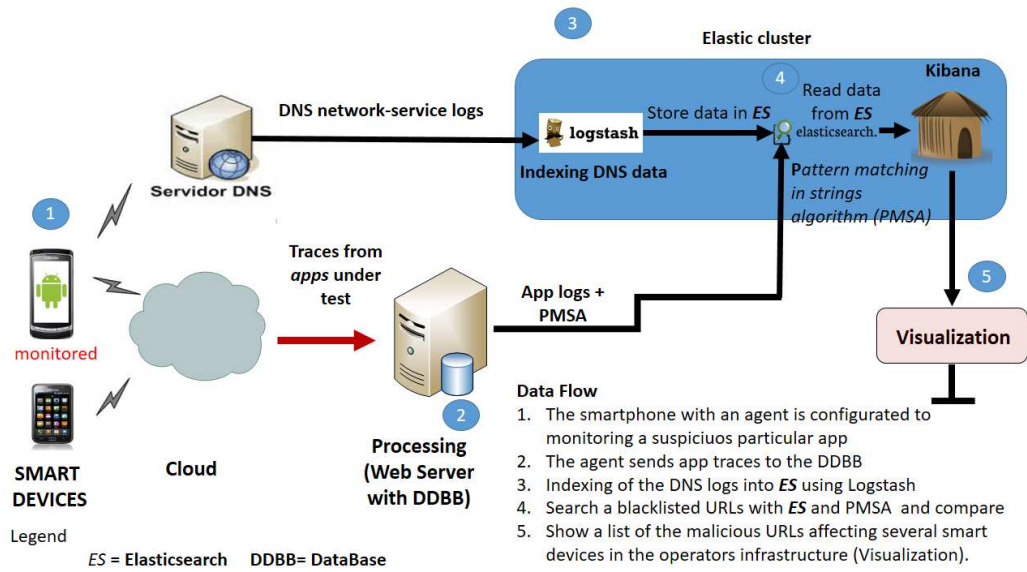 3
Elastic cluster
4
Kibana
DNS network-service logs
Store data in ES
Read data
from ES
elasticsearch.
logstash
Indexing DNS data
Servidor DNS
Pattern matching
in strings
algorithm (PMSA)
1
Traces from
apps under
test
App logs +
PMSA
5
Visualization
monitored
2
Processing
(Web Server
with DDBB)
Cloud
SMART
DEVICES
Data Flow
1. The smartphone with an agent is configurated to
monitoring a suspiciuos particular app
2. The agent sends app traces to the DDBB
3. Indexing of the DNS logs into ES using Logstash
4. Search a blacklisted URLs with ES and PMSA and compare
5. Show a list of the malicious URLs affecting several smart
devices in the operators infrastructure (Visualization).
Legend
ES = Elasticsearch DDBB= DataBase